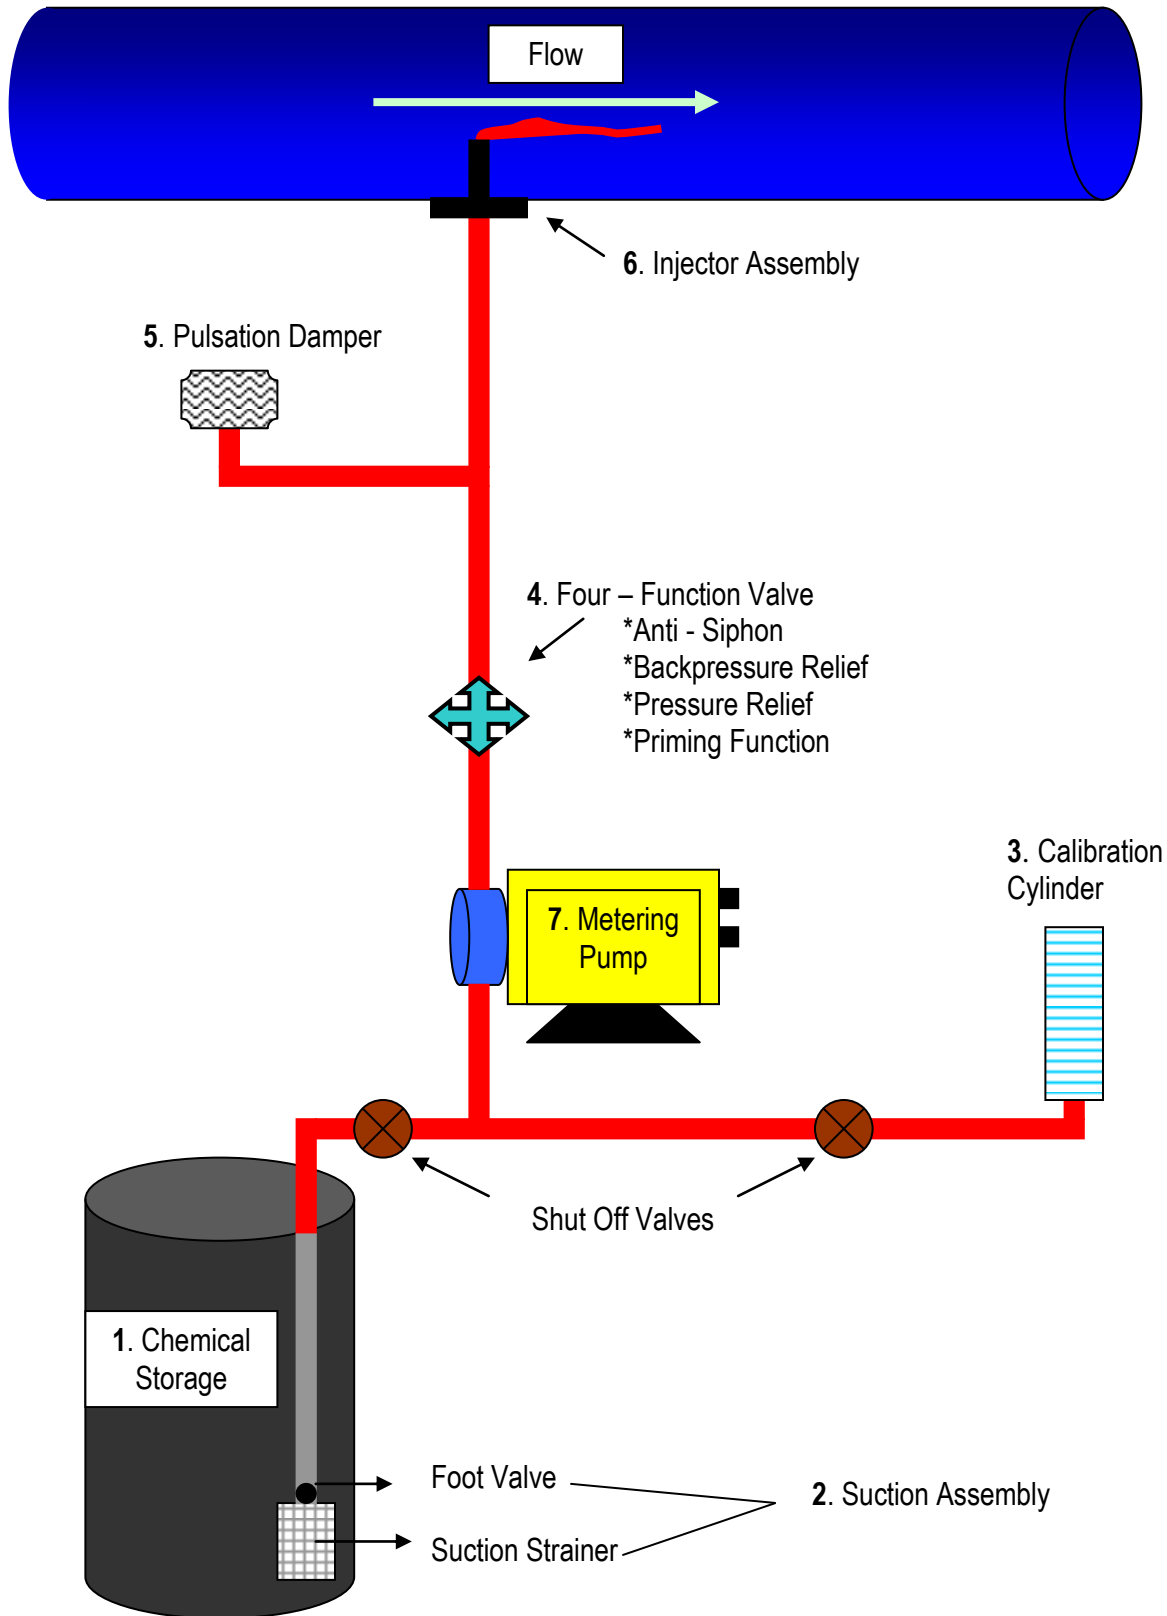 Flow
6. Injector Assembly
5. Pulsation Damper
4. Four – Function Valve
*Anti - Siphon
*Backpressure Relief
*Pressure Relief
*Priming Function
3. Calibration
Cylinder
7. Metering
Pump
Shut Off Valves
1. Chemical
Storage
Foot Valve
2. Suction Assembly
Suction Strainer